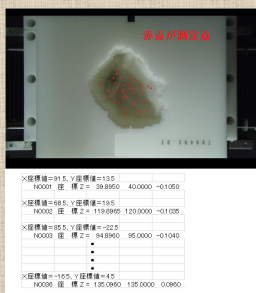 赤点が測定点
X座標値=91.5, Y座標値=13.5
N0001 座 標 Z= 39.8950 40.0000 -0.1050
X座標値=68.5, Y座標値=19.5
N0002 座 標 Z= 119.8965 120.0000 -0.1035
X座標値=85.5, Y座標値=-22.5
N0003 座 標 Z= 94.8960 95.0000 -0.1040
X座標値=-16.5, Y座標値=4.5
N0036 座 標 Z= 135.0960 135.0000 0.0960